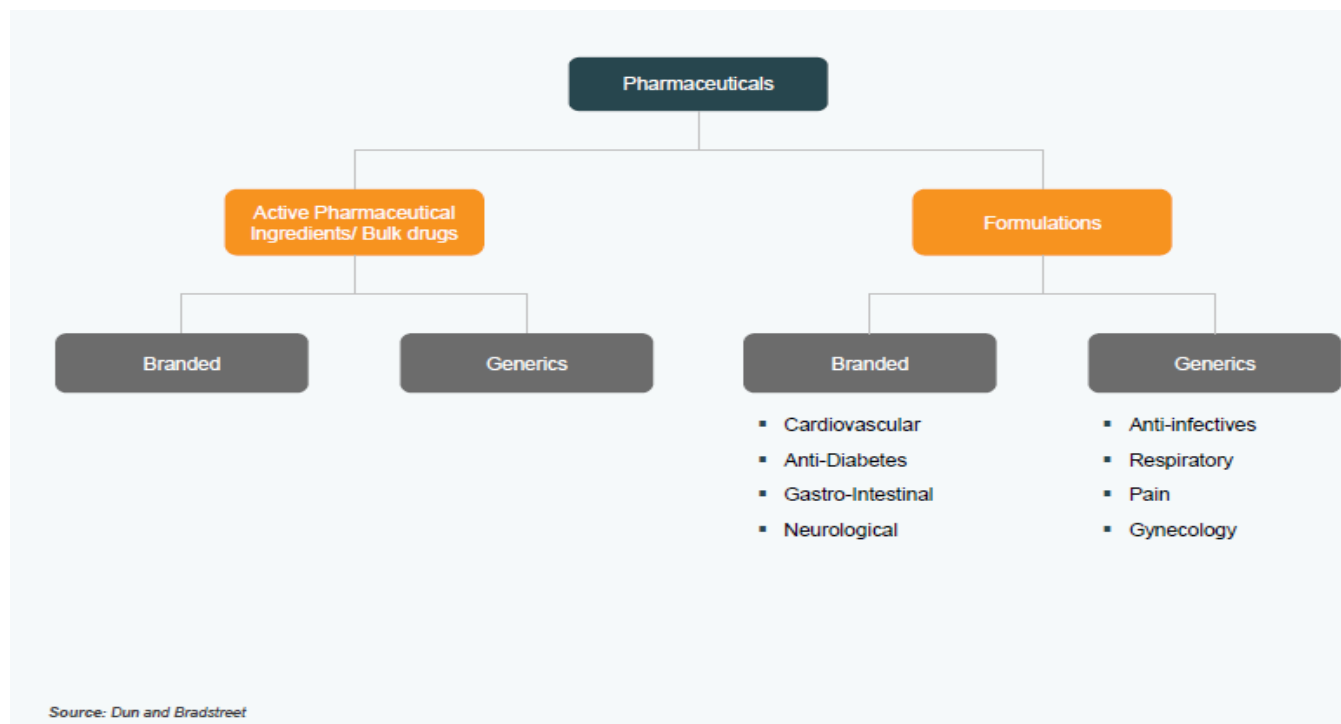 Pharmaceuticals
Active Pharmaceutical
Ingredients/ Bulk drugs
Formulations
Branded
Generics
Branded
Generics
▪ Cardiovascular
▪ Anti-Diabetes
▪ Gastro-Intestinal
▪ Neurological
▪ Anti-infectives
▪ Respiratory
▪ Pain
▪ Gynecology
Source: Dun and Bradstreet